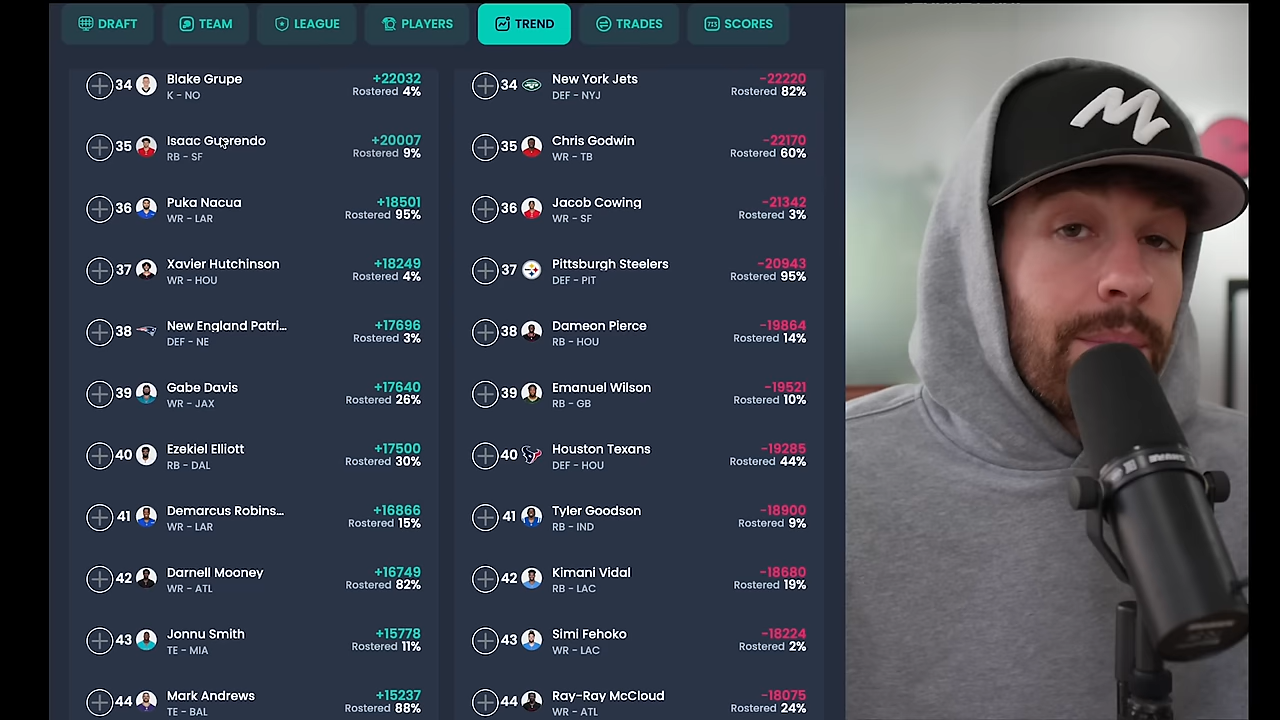 DRAFT
TEAM
LEAGUE
PLAYERS
TREND
TRADES
SCORES
34 Blake Grupe +22032
K - NO Rostered 4%
35 Isaac Guerendo +20007
RB - SF Rostered 9%
36 Puka Nacua +18501
WR - LAR Rostered 95%
37 Xavier Hutchinson +18249
WR - HOU Rostered 4%
38 New England Patri... +17696
DEF - NE Rostered 3%
39 Gabe Davis +17640
WR - JAX Rostered 26%
40 Ezekiel Elliott +17500
RB - DAL Rostered 30%
41 Demarcus Robins... +16866
WR - LAR Rostered 15%
42 Darnell Mooney +16749
WR - ATL Rostered 82%
43 Jonnu Smith +15778
TE - MIA Rostered 11%
44 Mark Andrews +15237
TE - BAL Rostered 88%
34 New York Jets -22220
DEF - NYJ Rostered 82%
35 Chris Godwin -22170
WR - TB Rostered 60%
36 Jacob Cowing -21342
WR - SF Rostered 3%
37 Pittsburgh Steelers -20943
DEF - PIT Rostered 95%
38 Dameon Pierce -19864
RB - HOU Rostered 14%
39 Emanuel Wilson -19521
RB - GB Rostered 10%
40 Houston Texans -19285
DEF - HOU Rostered 44%
41 Tyler Goodson -18900
RB - IND Rostered 9%
42 Kimani Vidal -18680
RB - LAC Rostered 19%
43 Simi Fehoko -18224
WR - LAC Rostered 2%
44 Ray-Ray McCloud -18075
WR - ATL Rostered 24%